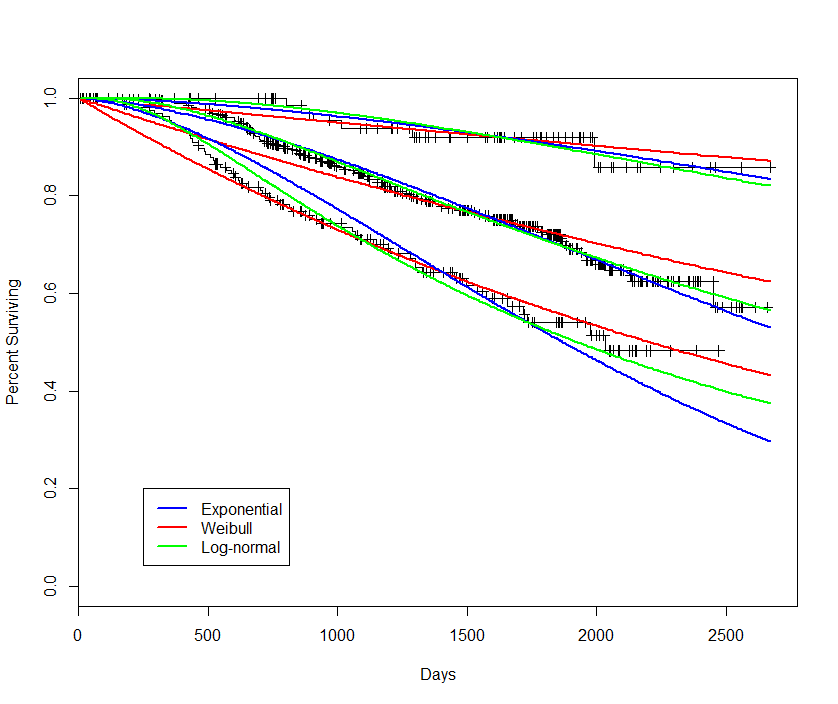 1.0
0.8
0.6
0.4
0.2
0.0
Percent Surviving
Exponential
Weibull
Log-normal
0 500 1000 1500 2000 2500
Days